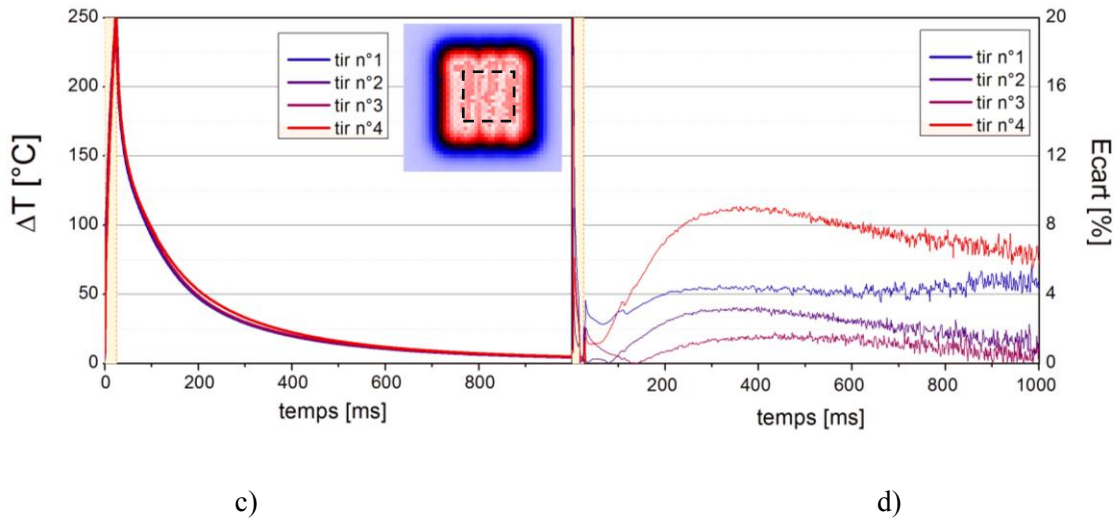 250
200
150
100
50
0
ΔT [°C]
tir n°1
tir n°2
tir n°3
tir n°4
0
200
400
600
800
temps [ms]
tir n°1
tir n°2
tir n°3
tir n°4
20
16
12
8
4
0
Ecart [%]
200
400
600
800
1000
temps [ms]
c)
d)